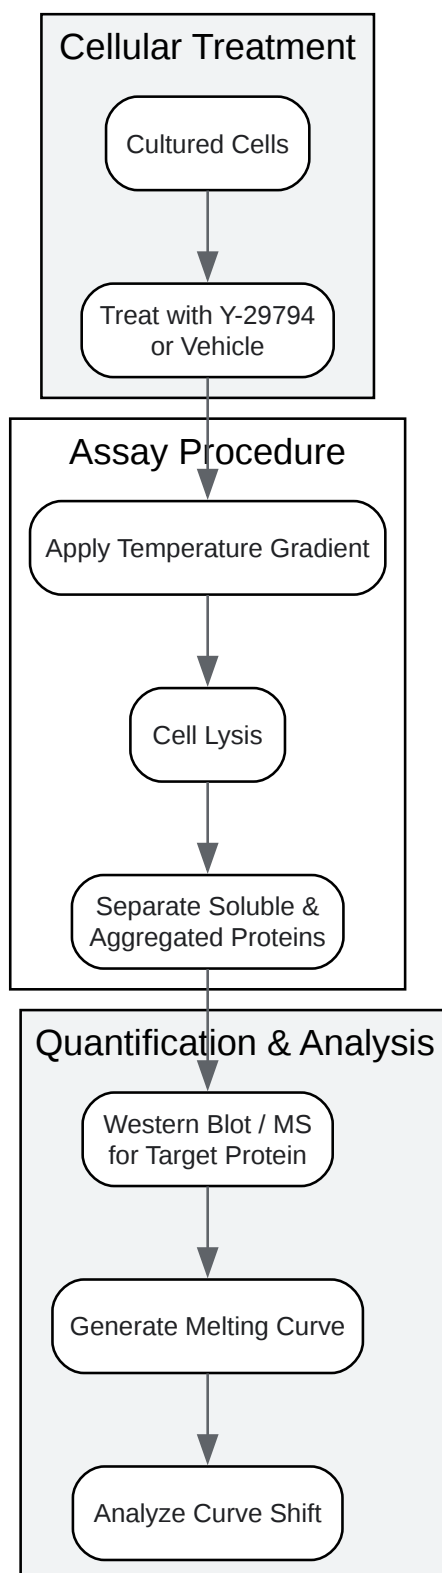 Cellular Treatment
Cultured Cells
Treat with Y-29794
or Vehicle
Assay Procedure
Apply Temperature Gradient
Cell Lysis
Separate Soluble &
Aggregated Proteins
Quantification & Analysis
Western Blot / MS
for Target Protein
Generate Melting Curve
Analyze Curve Shift